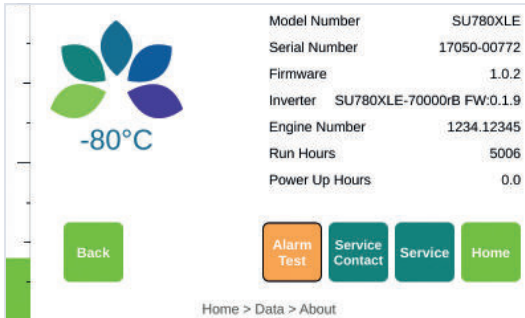 Model Number SU780XLE
Serial Number 17050-00772
Firmware 1.0.2
Inverter SU780XLE-70000rB FW:0.1.9
Engine Number 1234.12345
Run Hours 5006
Power Up Hours 0.0
-80°C
Back
Alarm
Test
Service
Contact
Service
Home
Home > Data > About